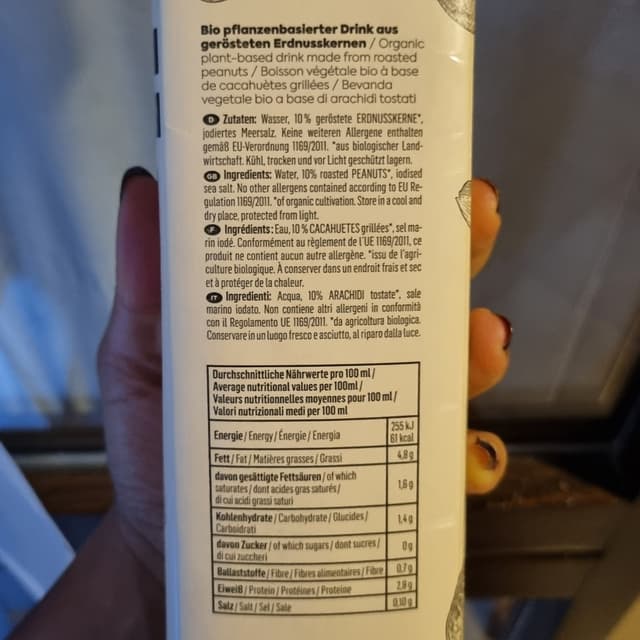 Bio pflanzenbasierter Drink aus
gerösteten Erdnusskernen / Organic
plant-based drink made from roasted
peanuts / Boisson végétale bio à base
de cacahuètes grillées / Bevanda
vegetale bio a base di arachidi tostati
D Zutaten: Wasser, 10% geröstete ERDNUSSKERNE*,
jodiertes Meersalz. Keine weiteren Allergene enthalten
gemäß EU-Verordnung 1169/2011. *aus biologischer Land-
wirtschaft. Kühl, trocken und vor Licht geschützt lagern.
GB Ingredients: Water, 10% roasted PEANUTS*, iodised
sea salt. No other allergens contained according to EU Re-
gulation 1169/2011. *of organic cultivation. Store in a cool and
dry place, protected from light.
F Ingrédients: Eau, 10 % CACAHUETES grillées*, sel ma-
rin iodé. Conformément au règlement de l'UE 1169/2011, ce
produit ne contient aucun autre allergène. *issu de l'agri-
culture biologique. À conserver dans un endroit frais et sec
et à protéger de la chaleur.
IT Ingredienti: Acqua, 10% ARACHIDI tostate*, sale
marino iodato. Non contiene altri allergeni in conformità
con il Regolamento UE 1169/2011. *da agricoltura biologica.
Conservare in un luogo fresco e asciutto, al riparo dalla luce.
Durchschnittliche Nährwerte pro 100 ml /
Average nutritional values per 100ml /
Valeurs nutritionnelles moyennes pour 100 ml /
Valori nutrizionali medi per 100 ml
Energie / Energy / Énergie / Energia 255 kJ
61 kcal
Fett / Fat / Matières grasses / Grassi 4,8 g
davon gesättigte Fettsäuren / of which
saturates / dont acides gras saturés /
di cui acidi grassi saturi 1,6 g
Kohlenhydrate / Carbohydrate / Glucides /
Carboidrati 1,4 g
davon Zucker / of which sugars / dont sucres /
di cui zuccheri 0g
Ballaststoffe / Fibre / Fibres alimentaires / Fibre 0,7 g
Eiweiß / Protein / Protéines / Proteine 2,8 g
Salz / Salt / Sel / Sale 0,10 g